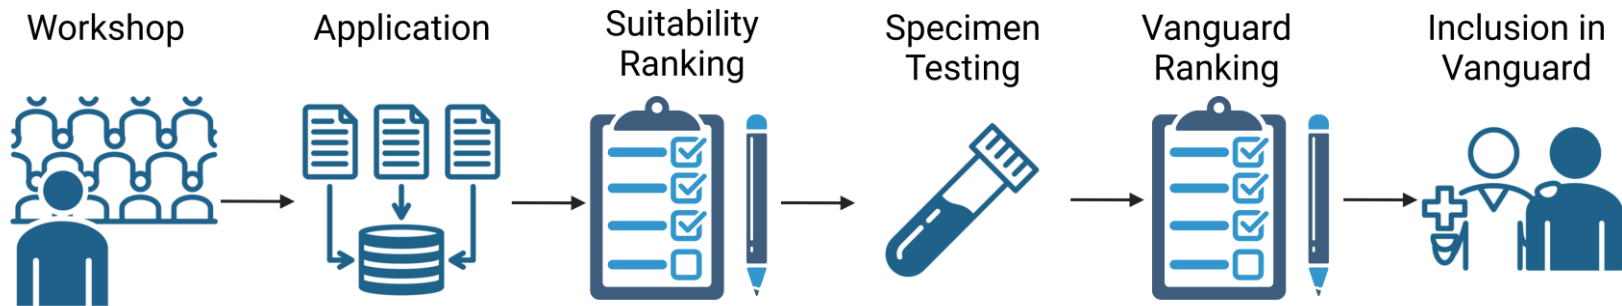 Workshop
Application
Suitability
Ranking
Specimen
Testing
Vanguard
Ranking
Inclusion in
Vanguard